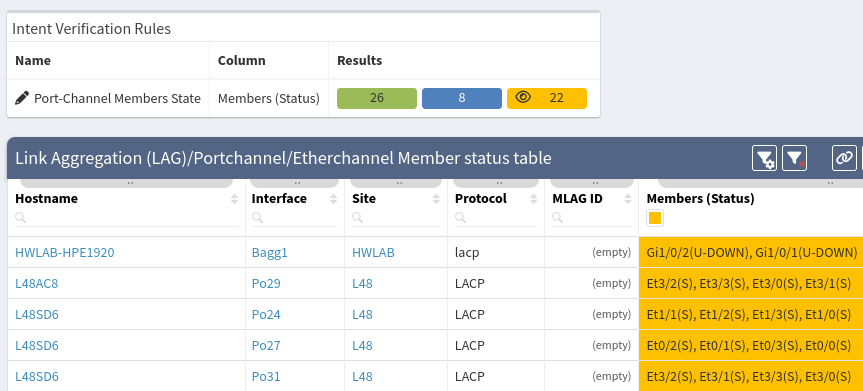 Intent Verification Rules
Name Column Results
Port-Channel Members State Members (Status) 26 8 22
Link Aggregation (LAG)/Portchannel/Etherchannel Member status table
Hostname Interface Site Protocol MLAG ID Members (Status)
HWLAB-HPE1920 Bagg1 HWLAB lacp (empty) Gi1/0/2(U-DOWN), Gi1/0/1(U-DOWN)
L48AC8 Po29 L48 LACP (empty) Et3/2(S), Et3/3(S), Et3/0(S), Et3/1(S)
L48SD6 Po24 L48 LACP (empty) Et1/1(S), Et1/2(S), Et1/3(S), Et1/0(S)
L48SD6 Po27 L48 LACP (empty) Et0/2(S), Et0/1(S), Et0/3(S), Et0/0(S)
L48SD6 Po31 L48 LACP (empty) Et3/2(S), Et3/1(S), Et3/3(S), Et3/0(S)